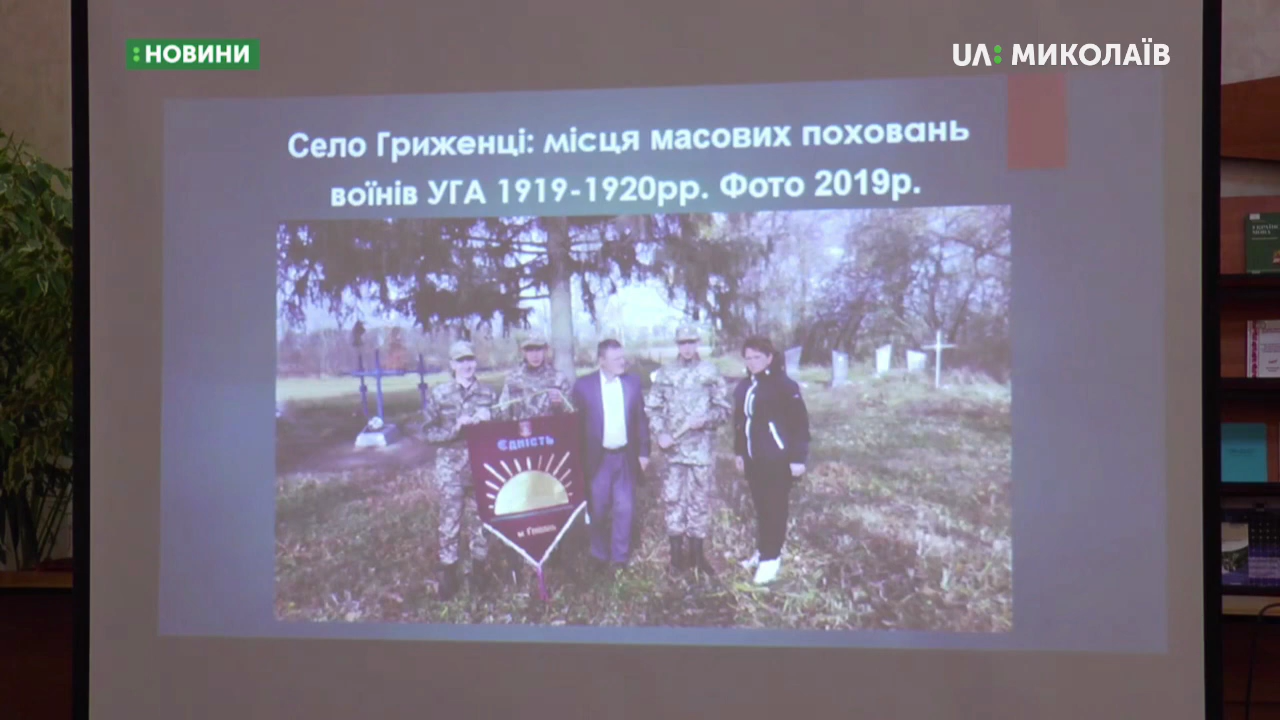 :НОВИНИ
UA: МИКОЛАЇВ
Село Гриженці: місця масових поховань
воїнів УГА 1919-1920рр. Фото 2019р.
Єдність